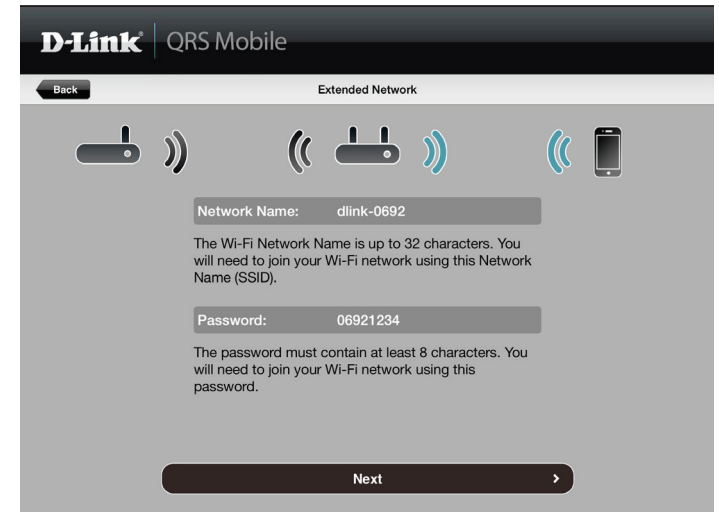 D-Link QRS Mobile
Back Extended Network
Network Name: dlink-0692
The Wi-Fi Network Name is up to 32 characters. You
will need to join your Wi-Fi network using this Network
Name (SSID).
Password: 06921234
The password must contain at least 8 characters. You
will need to join your Wi-Fi network using this
password.
Next